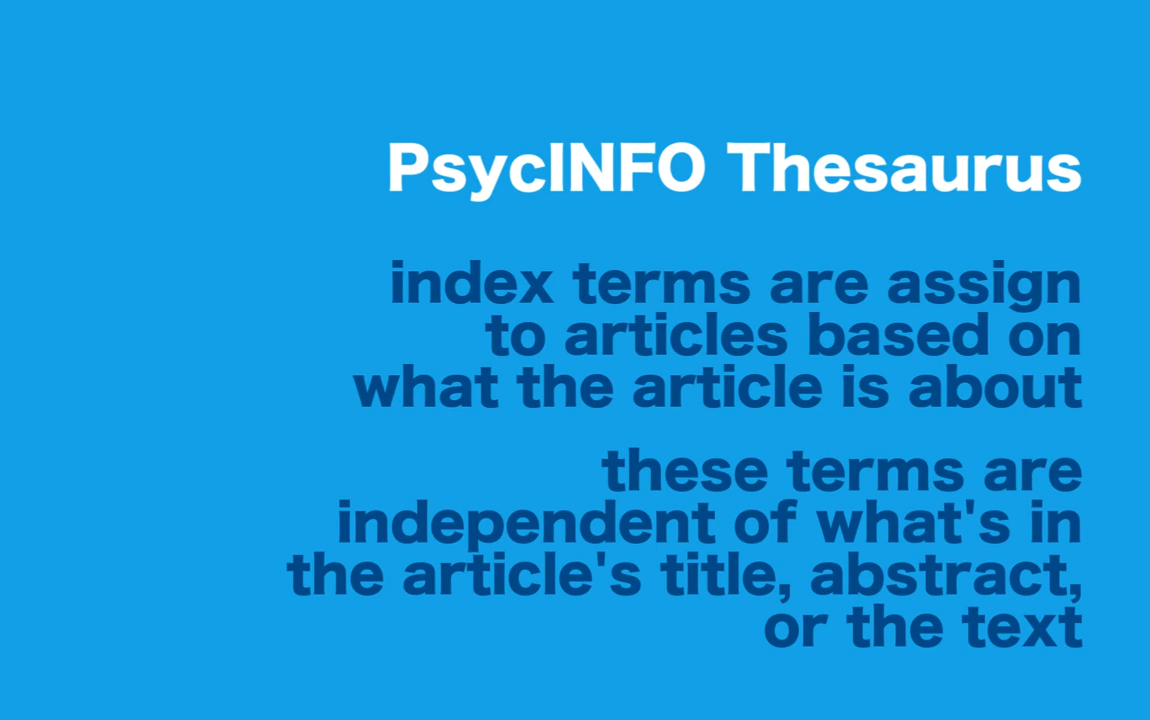 PsycINFO Thesaurus
index terms are assign
to articles based on
what the article is about
these terms are
independent of what's in
the article's title, abstract,
or the text